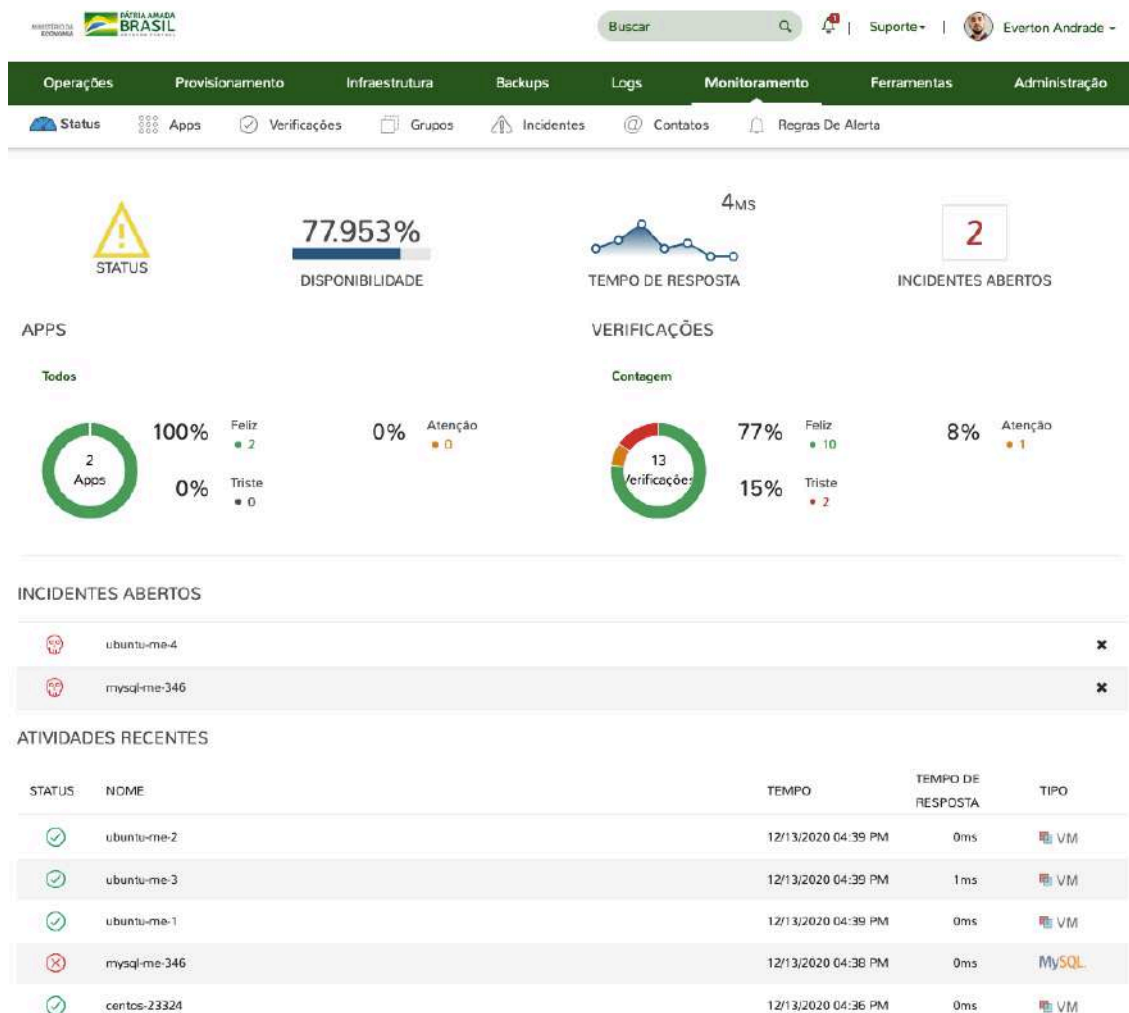 MINISTÉRIO DA
ECONOMIA
PÁTRIA AMADA
BRASIL
Buscar
Suporte
|
Everton Andrade
Operações Provisionamento Infraestrutura Backups Logs Monitoramento Ferramentas Administração
Status Apps Verificações Grupos Incidentes @ Contatos Regras De Alerta
4MS
77.953%
2
STATUS
DISPONIBILIDADE
TEMPO DE RESPOSTA
INCIDENTES ABERTOS
APPS
VERIFICAÇÕES
Todos
Contagem
2
Apps
100% Feliz
2
0% Atenção
0
0% Triste
0
13
Verificações
77% Feliz
10
8% Atenção
1
15% Triste
2
INCIDENTES ABERTOS
ubuntu-me-4
mysql-me-346
ATIVIDADES RECENTES
STATUS NOME TEMPO TEMPO DE RESPOSTA TIPO
ubuntu-me-2 12/13/2020 04:39 PM 0ms VM
ubuntu-me-3 12/13/2020 04:39 PM 1ms VM
ubuntu-me-1 12/13/2020 04:39 PM 0ms VM
mysql-me-346 12/13/2020 04:38 PM 0ms MySQL.
centos-23324 12/13/2020 04:36 PM 0ms VM